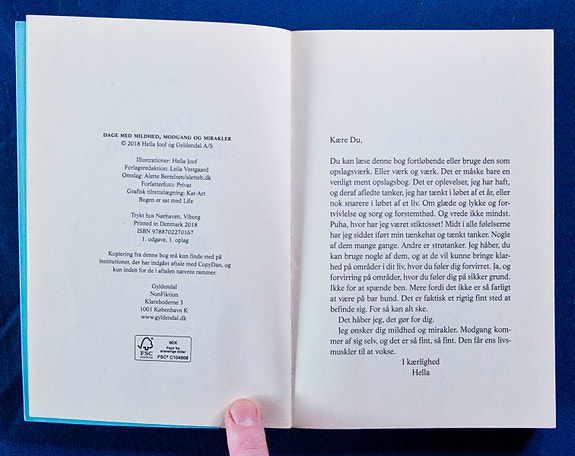 DAGE MED MILDHED, MODGANG OG MIRAKLER
© 2018 Hella Joof og Gyldendal A/S
Illustrationer: Hella Joof
Forlagsredaktion: Leila Vestgaard
Omslag: Alette Bertelsen/aletteb.dk
Forfatterfoto: Privat
Grafisk tilrettelægning: Kat-Art
Bogen er sat med Life
Trykt hos Nørhaven, Viborg
Printed in Denmark 2018
ISBN 9788702270167
1. udgave, 1. oplag
Kopiering fra denne bog må kun finde sted på
institutioner, der har indgået aftale med CopyDan, og
kun inden for de i aftalen nævnte rammer.
Gyldendal
NonFiktion
Klareboderne 3
1001 København K
www.gyldendal.dk
FSC
www.fsc.org
MIX
Papir fra
ansvarlige kilder
FSC® C104608
Kære Du,
Du kan læse denne bog fortløbende eller bruge den som
opslagsværk. Eller værk og værk. Det er måske bare en
venligt ment opslagsbog. Det er oplevelser, jeg har haft,
og deraf afledte tanker, jeg har tænkt i løbet af et år, eller
nok snarere i løbet af et liv. Om glæde og lykke og for-
tvivlelse og sorg og forstemthed. Og vrede ikke mindst.
Puha, hvor har jeg været stiktosset! Midt i alle følelserne
har jeg siddet iført min tænkehat og tænkt tanker. Nogle
af dem mange gange. Andre er strøtanker. Jeg håber, du
kan bruge nogle af dem, og at de vil kunne bringe klar-
hed på områder i dit liv, hvor du føler dig forvirret. Ja, og
forvirring på områder, hvor du føler dig på sikker grund.
Ikke for at spænde ben. Mere fordi det ikke er så farligt
at være på bar bund. Det er faktisk et rigtig fint sted at
befinde sig. For så kan alt ske.
Det håber jeg, det gør for dig.
Jeg ønsker dig mildhed og mirakler. Modgang kom-
mer af sig selv, og det er så fint, så fint. Den får ens livs-
muskler til at vokse.
I kærlighed
Hella